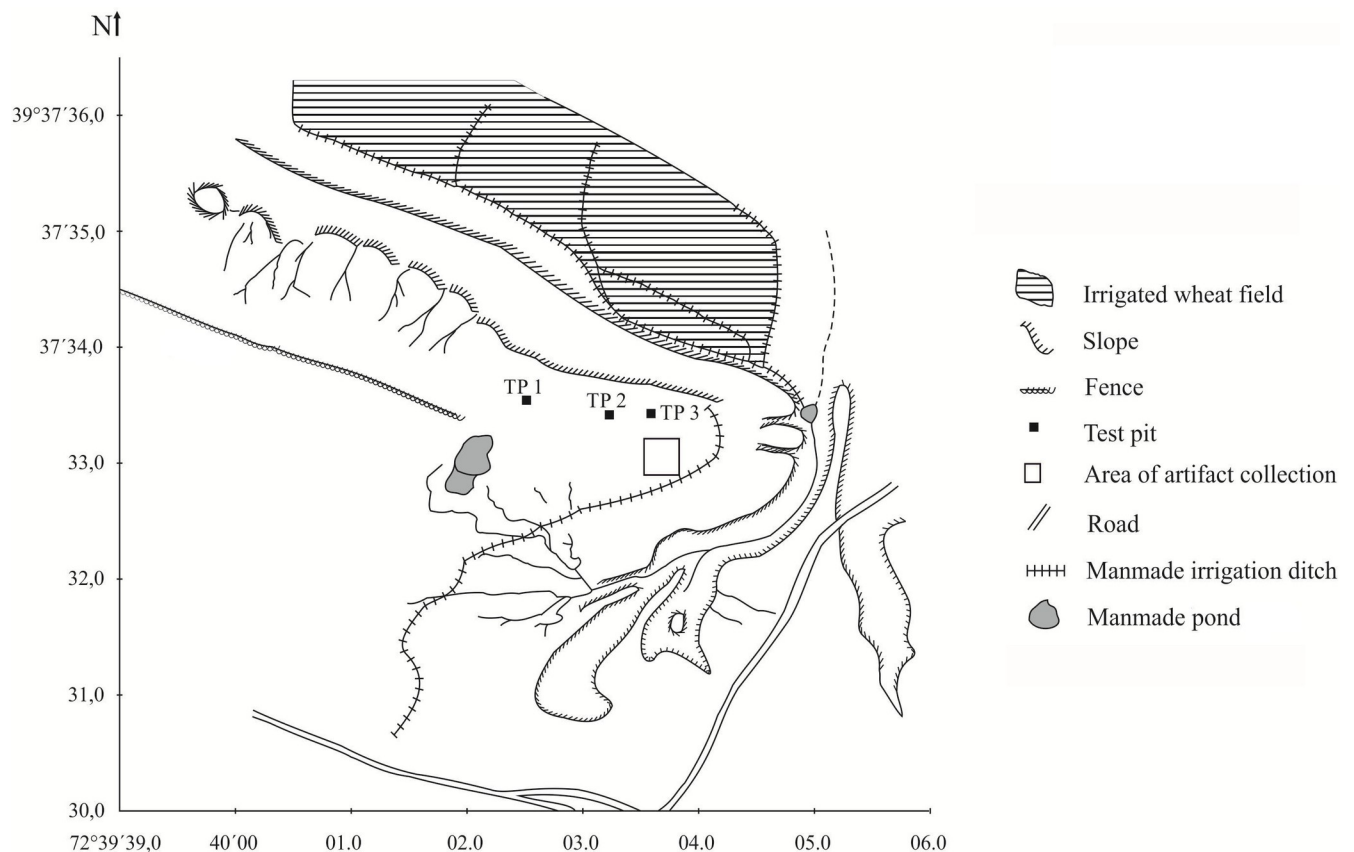 N
39°37′36,0
37′35,0
37′34,0
33,0
32,0
31,0
30,0
72°39′39,0 40′00 01.0 02.0 03.0 04.0 05.0 06.0
TP 1
TP 2
TP 3
Irrigated wheat field
Slope
Fence
Test pit
Area of artifact collection
Road
Manmade irrigation ditch
Manmade pond